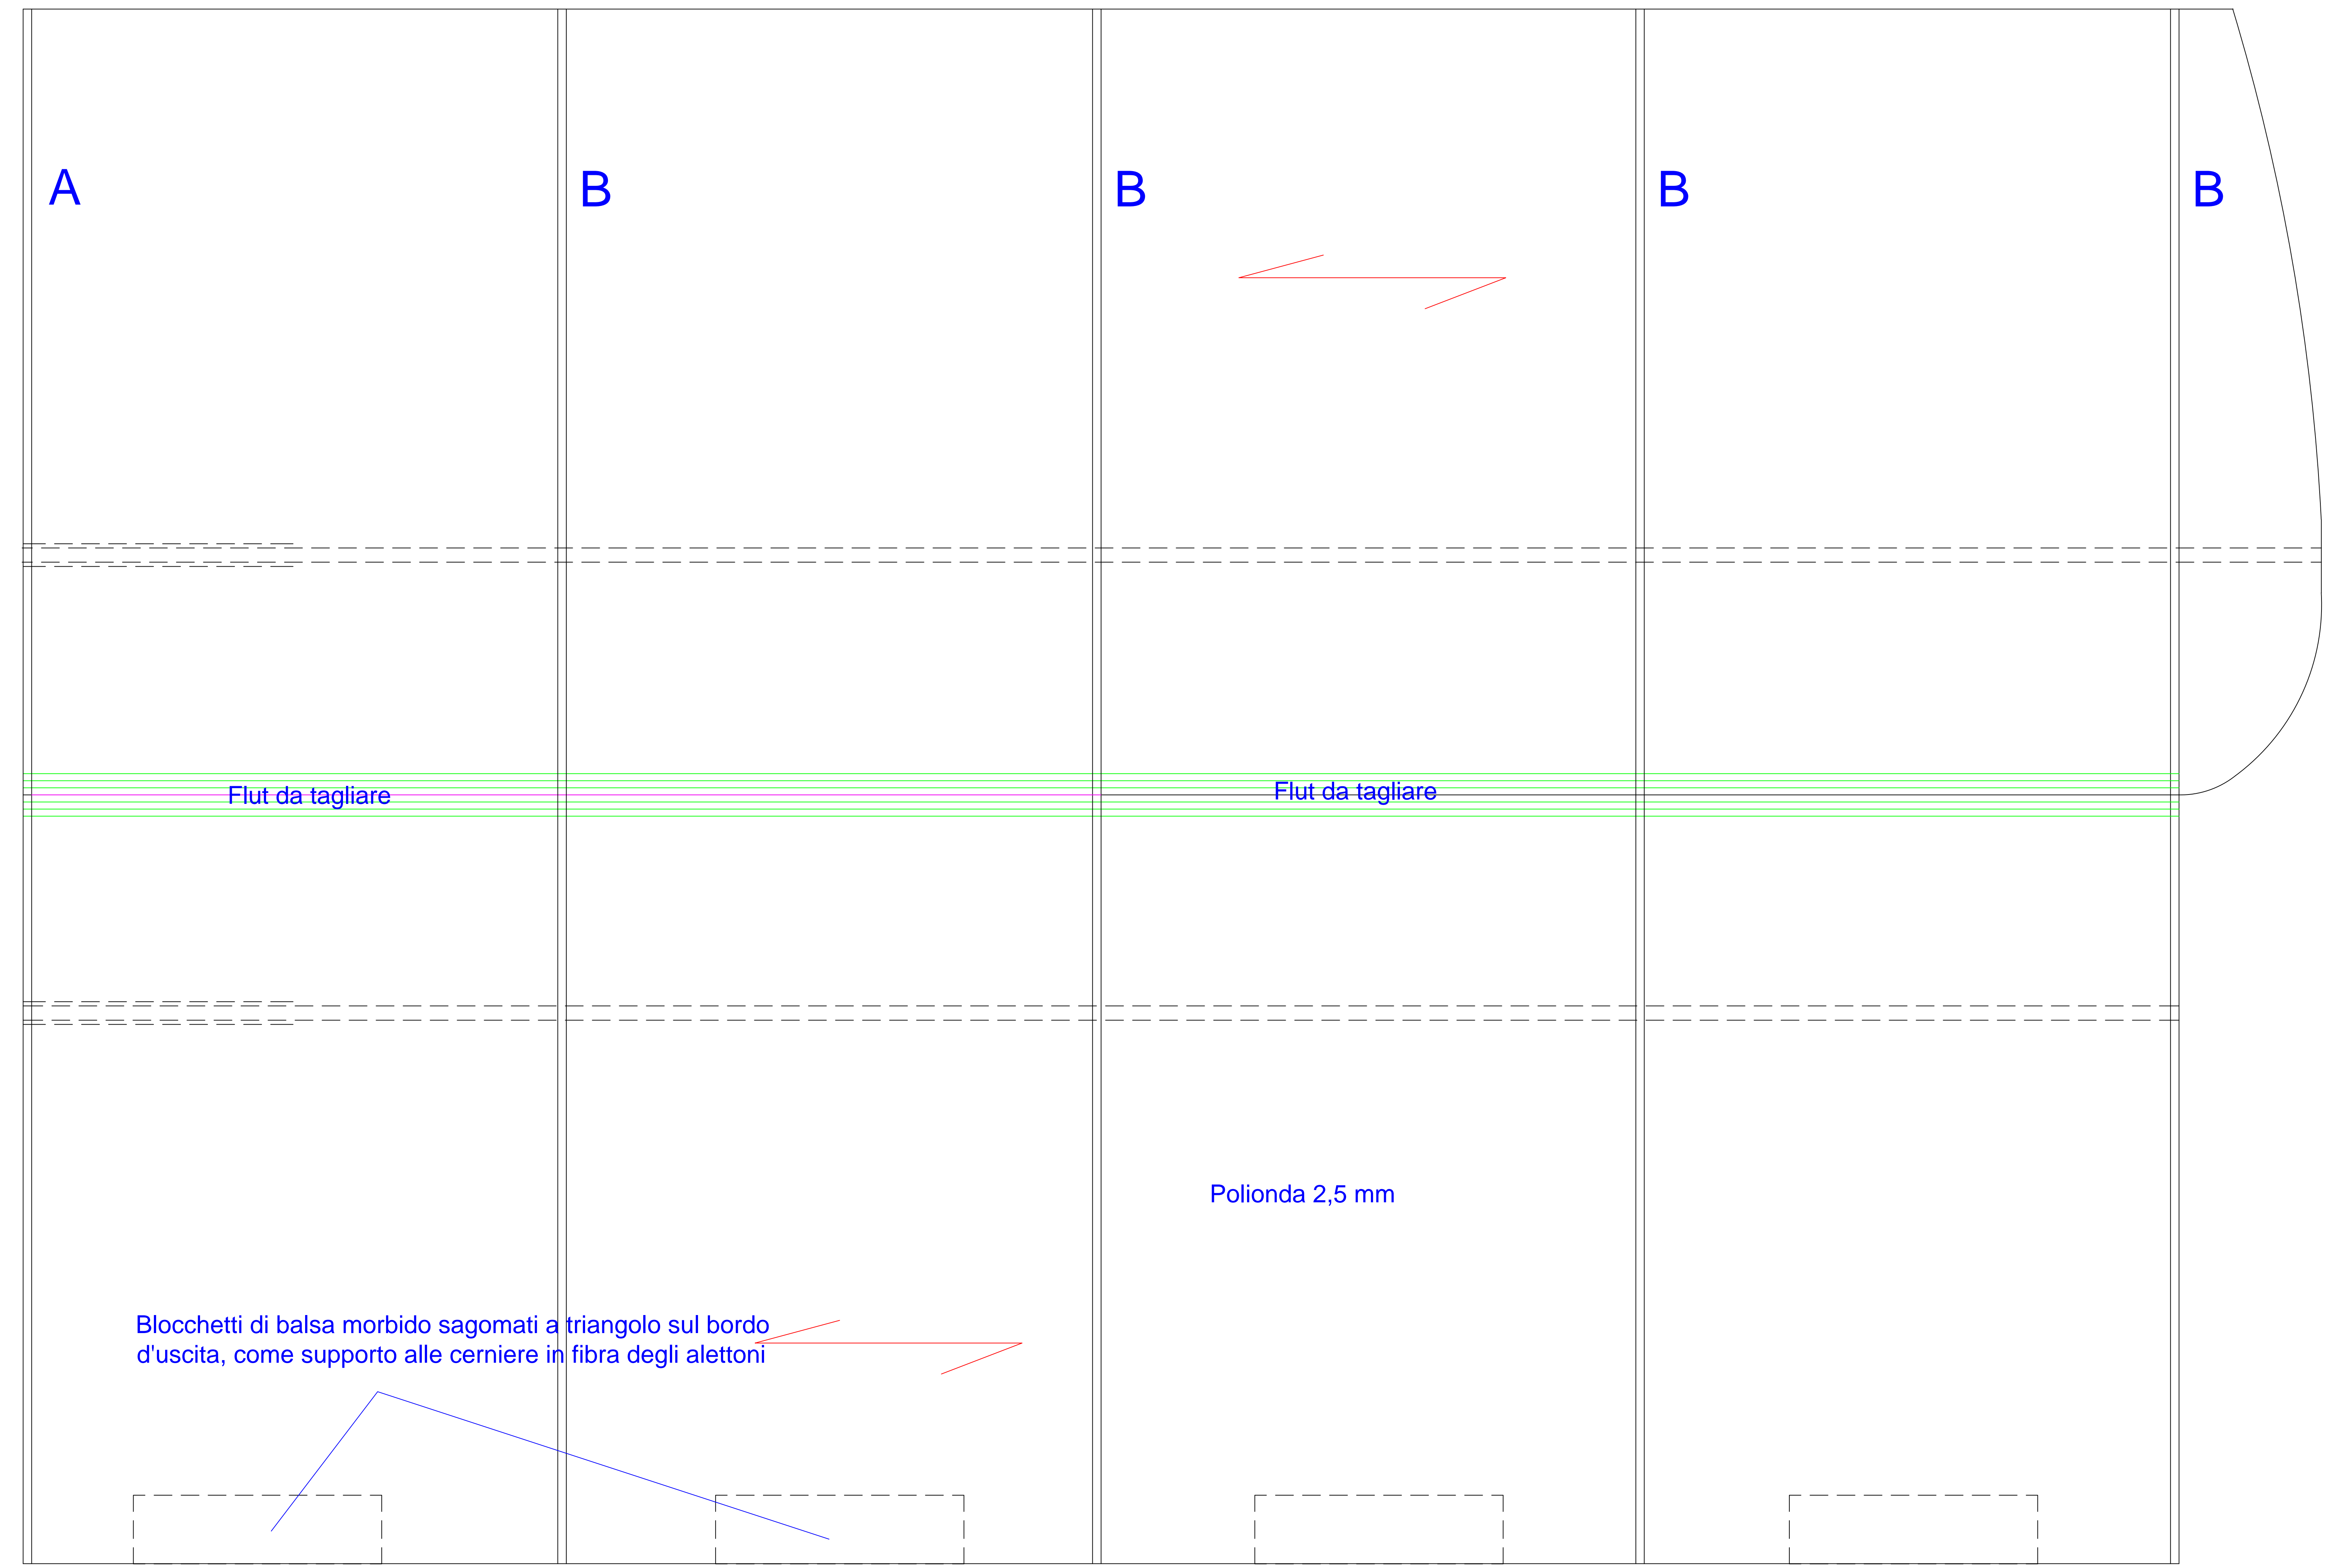 A
B
B
B
B
Flut da tagliare
Flut da tagliare
Polionda 2,5 mm
Blocchetti di balsa morbido sagomati a triangolo sul bordo
d'uscita, come supporto alle cerniere in fibra degli alettoni